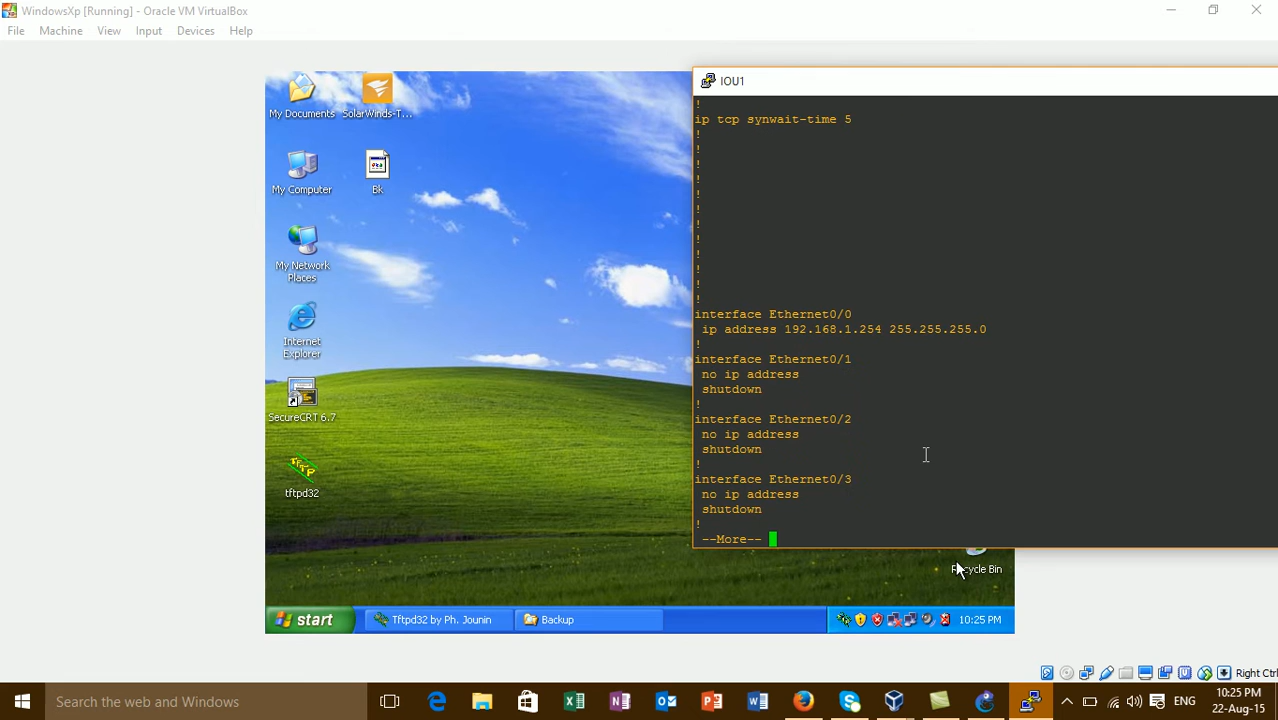 WindowsXp [Running] - Oracle VM VirtualBox
File Machine View Input Devices Help
My Documents
SolarWinds-T...
My Computer
Bk
My Network
Places
Internet
Explorer
SecureCRT 6.7
TFTP
tftpd32
IOU1
!
ip tcp synwait-time 5
!
!
!
!
!
!
!
!
!
!
!
!
interface Ethernet0/0
ip address 192.168.1.254 255.255.255.0
!
interface Ethernet0/1
no ip address
shutdown
!
interface Ethernet0/2
no ip address
shutdown
!
interface Ethernet0/3
no ip address
shutdown
!
--More--
Recycle Bin
start
Tftpd32 by Ph. Jounin
Backup
10:25 PM
Right Ctrl
Search the web and Windows
ENG
10:25 PM
22-Aug-15